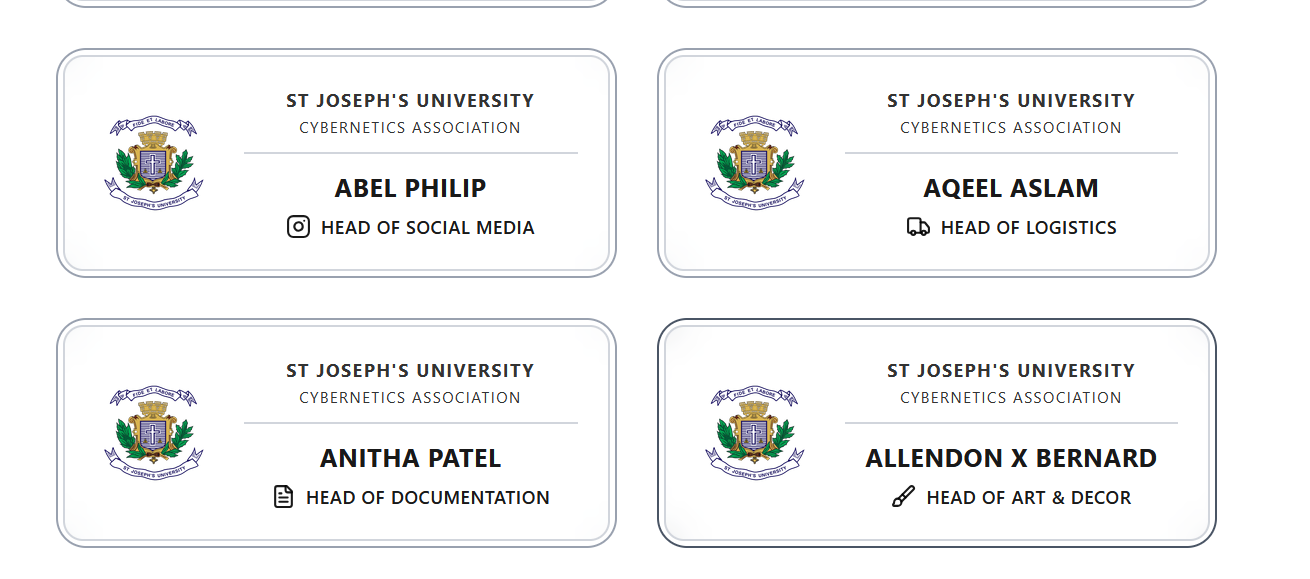 FIDE ET LABORE
ST JOSEPH'S UNIVERSITY
ST JOSEPH'S UNIVERSITY
CYBERNETICS ASSOCIATION
ABEL PHILIP
HEAD OF SOCIAL MEDIA
FIDE ET LABORE
ST JOSEPH'S UNIVERSITY
ST JOSEPH'S UNIVERSITY
CYBERNETICS ASSOCIATION
AQEEL ASLAM
HEAD OF LOGISTICS
FIDE ET LABORE
ST JOSEPH'S UNIVERSITY
ST JOSEPH'S UNIVERSITY
CYBERNETICS ASSOCIATION
ANITHA PATEL
HEAD OF DOCUMENTATION
FIDE ET LABORE
ST JOSEPH'S UNIVERSITY
ST JOSEPH'S UNIVERSITY
CYBERNETICS ASSOCIATION
ALLENDON X BERNARD
HEAD OF ART & DECOR